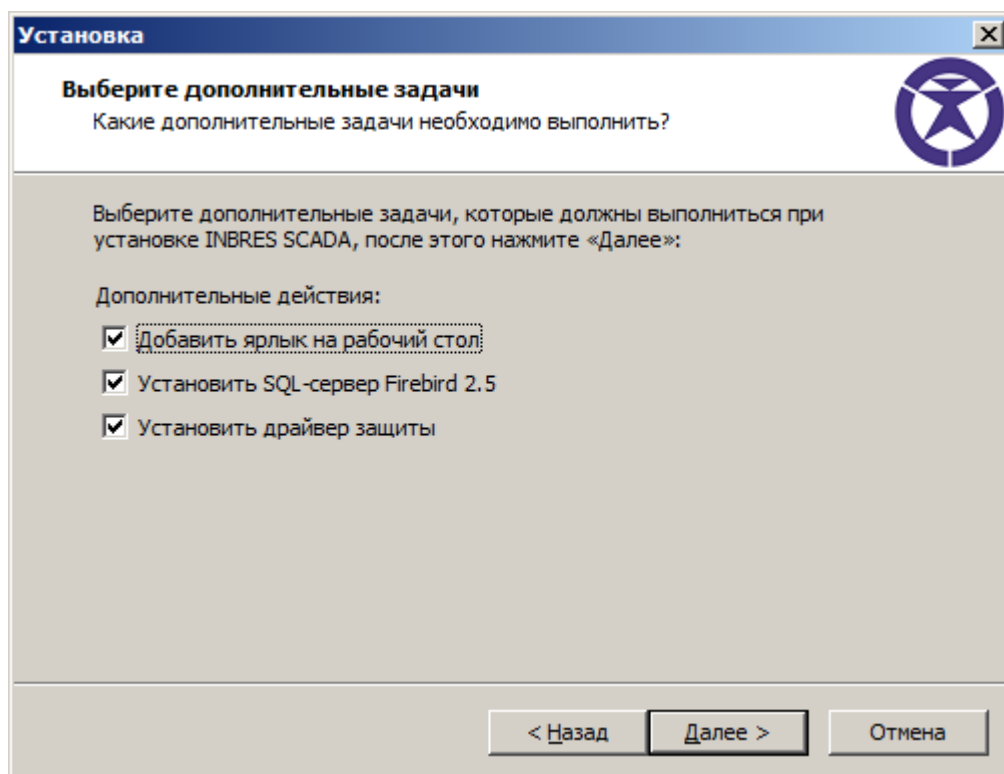 Установка
Выберите дополнительные задачи
Какие дополнительные задачи необходимо выполнить?
Выберите дополнительные задачи, которые должны выполниться при
установке INBRES SCADA, после этого нажмите «Далее»:
Дополнительные действия:
Добавить ярлык на рабочий стол
Установить SQL-сервер Firebird 2.5
Установить драйвер защиты
< Назад
Далее >
Отмена